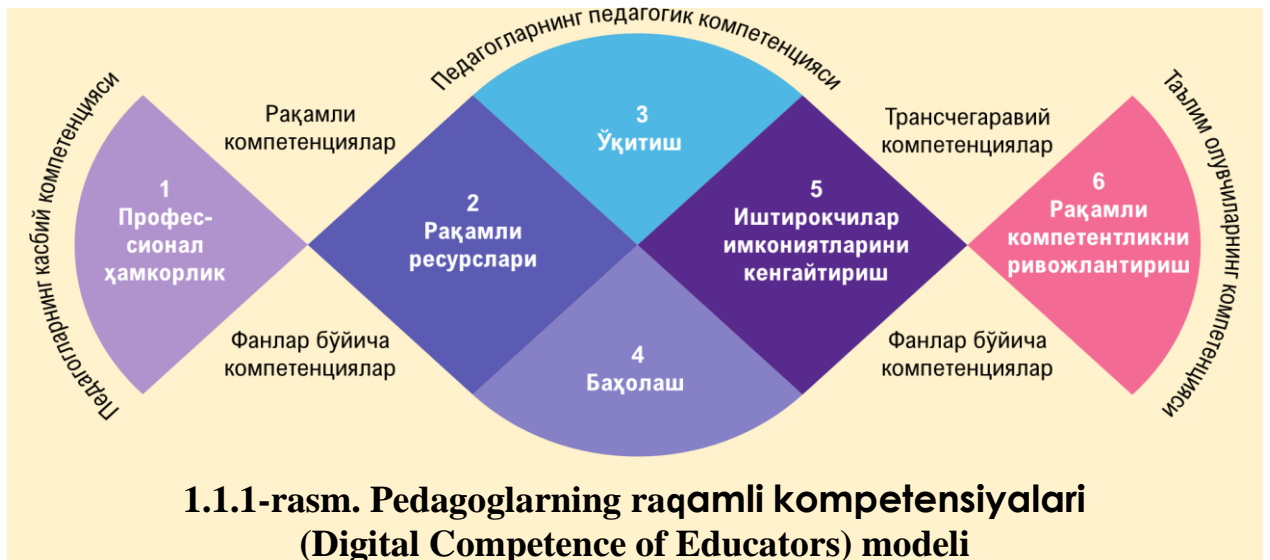 Педагогларнинг касбий компетенцияси
Педагогларнинг педагогик компетенцияси
Таълим олувчиларнинг компетенцияси
Рақамли
компетенциялар
Трансчегаравий
компетенциялар
1
Профес-
сионал
ҳамкорлик
2
Рақамли
ресурслари
3
Ўқитиш
4
Баҳолаш
5
Иштирокчилар
имкониятларини
кенгайтириш
6
Рақамли
компетентликни
ривожлантириш
Фанлар бўйича
компетенциялар
Фанлар бўйича
компетенциялар
1.1.1-rasm. Pedagoglarning raqamli kompetensiyalari
(Digital Competence of Educators) modeli